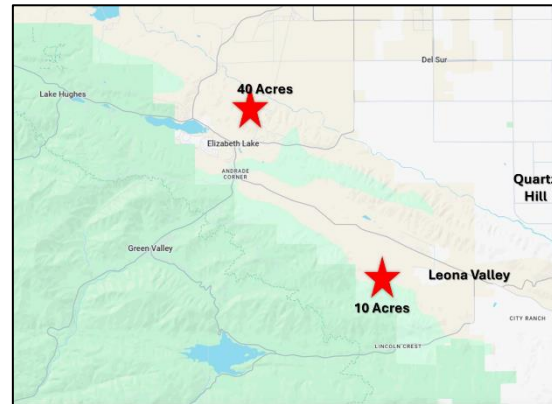 Del Sur
40 Acres
Lake Hughes
Elizabeth Lake
ANDRADE
CORNER
Quartz
Hill
Green Valley
Leona Valley
10 Acres
CITY RANCH
LINCOLN CREST